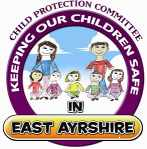 CHILD PROTECTION COMMITTEE
KEEPING OUR CHILDREN SAFE
IN
EAST AYRSHIRE